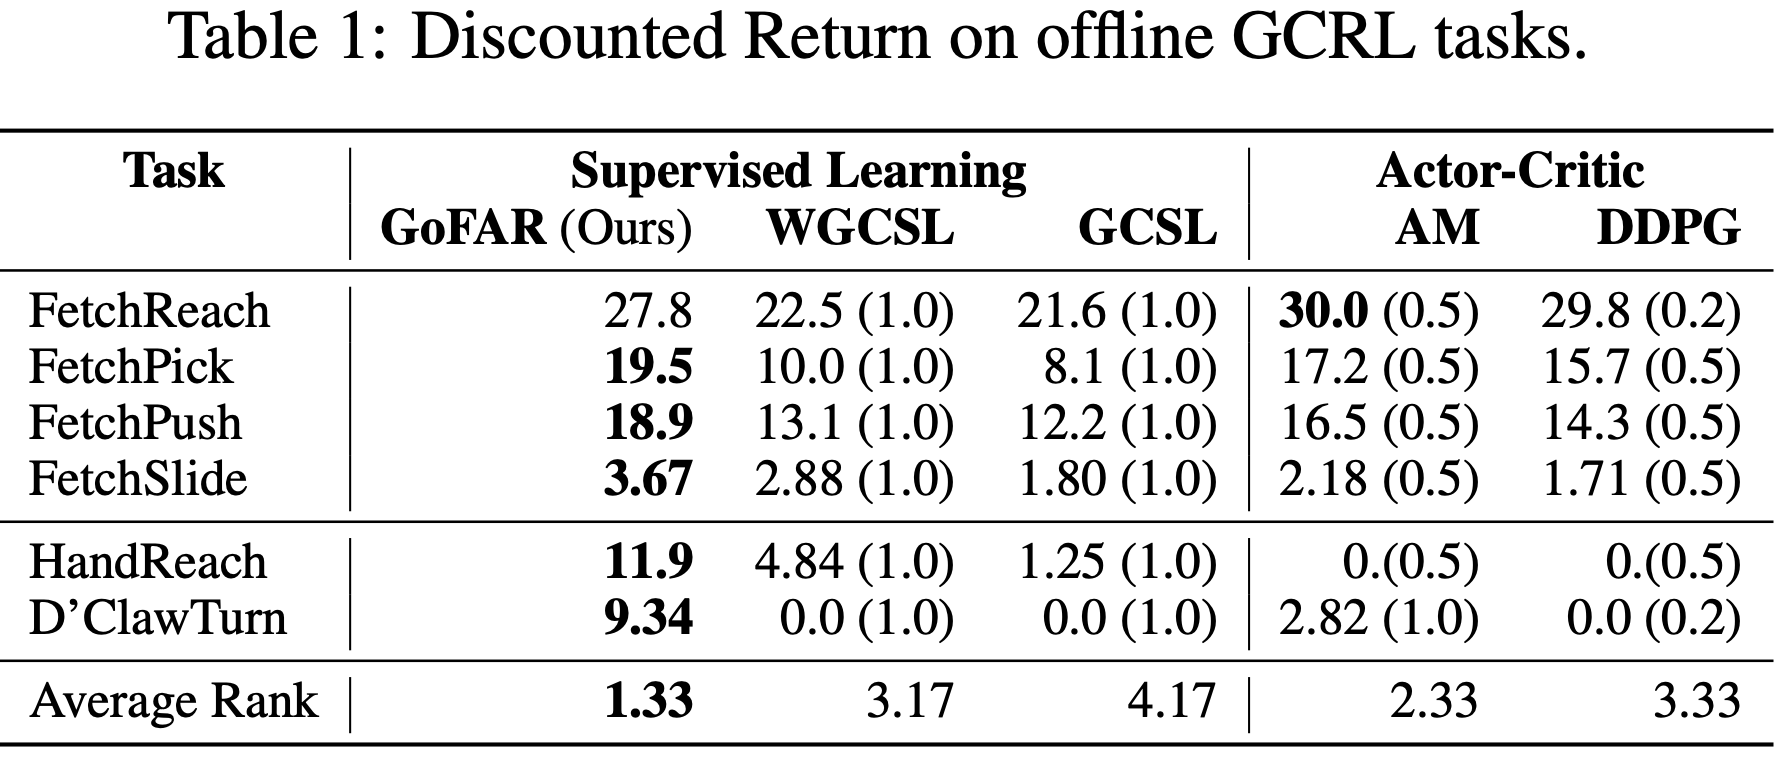 Table 1: Discounted Return on offline GCRL tasks.
Task Supervised Learning Actor-Critic
GoFAR (Ours) WGCSL GCSL AM DDPG
FetchReach 27.8 22.5 (1.0) 21.6 (1.0) 30.0 (0.5) 29.8 (0.2)
FetchPick 19.5 10.0 (1.0) 8.1 (1.0) 17.2 (0.5) 15.7 (0.5)
FetchPush 18.9 13.1 (1.0) 12.2 (1.0) 16.5 (0.5) 14.3 (0.5)
FetchSlide 3.67 2.88 (1.0) 1.80 (1.0) 2.18 (0.5) 1.71 (0.5)
HandReach 11.9 4.84 (1.0) 1.25 (1.0) 0.(0.5) 0.(0.5)
D’ClawTurn 9.34 0.0 (1.0) 0.0 (1.0) 2.82 (1.0) 0.0 (0.2)
Average Rank 1.33 3.17 4.17 2.33 3.33